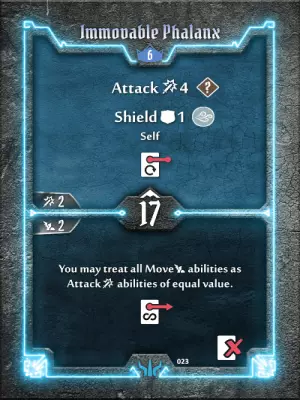 Immovable Phalanx
6
Attack 4 ?
Shield 1
Self
2
17
2
You may treat all Move abilities as
Attack abilities of equal value.
S
X
023